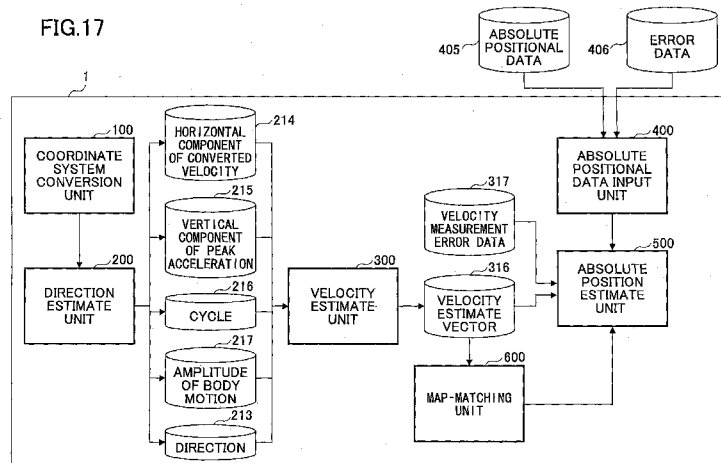 FIG.17
405
ABSOLUTE
POSITIONAL
DATA
406
ERROR
DATA
1
100
COORDINATE
SYSTEM
CONVERSION
UNIT
200
DIRECTION
ESTIMATE
UNIT
214
HORIZONTAL
COMPONENT
OF CONVERTED
VELOCITY
215
VERTICAL
COMPONENT
OF PEAK
ACCELERATION
216
CYCLE
217
AMPLITUDE
OF BODY
MOTION
213
DIRECTION
300
VELOCITY
ESTIMATE
UNIT
317
VELOCITY
MEASUREMENT
ERROR DATA
316
VELOCITY
ESTIMATE
VECTOR
600
MAP-MATCHING
UNIT
400
ABSOLUTE
POSITIONAL
DATA INPUT
UNIT
500
ABSOLUTE
POSITION
ESTIMATE
UNIT